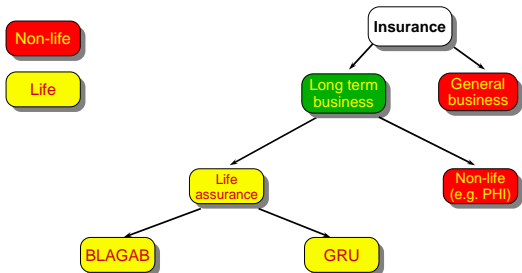 Insurance
Non-life
Life
Long term
business
General
business
Life
assurance
Non-life
(e.g. PHI)
BLAGAB
GRU